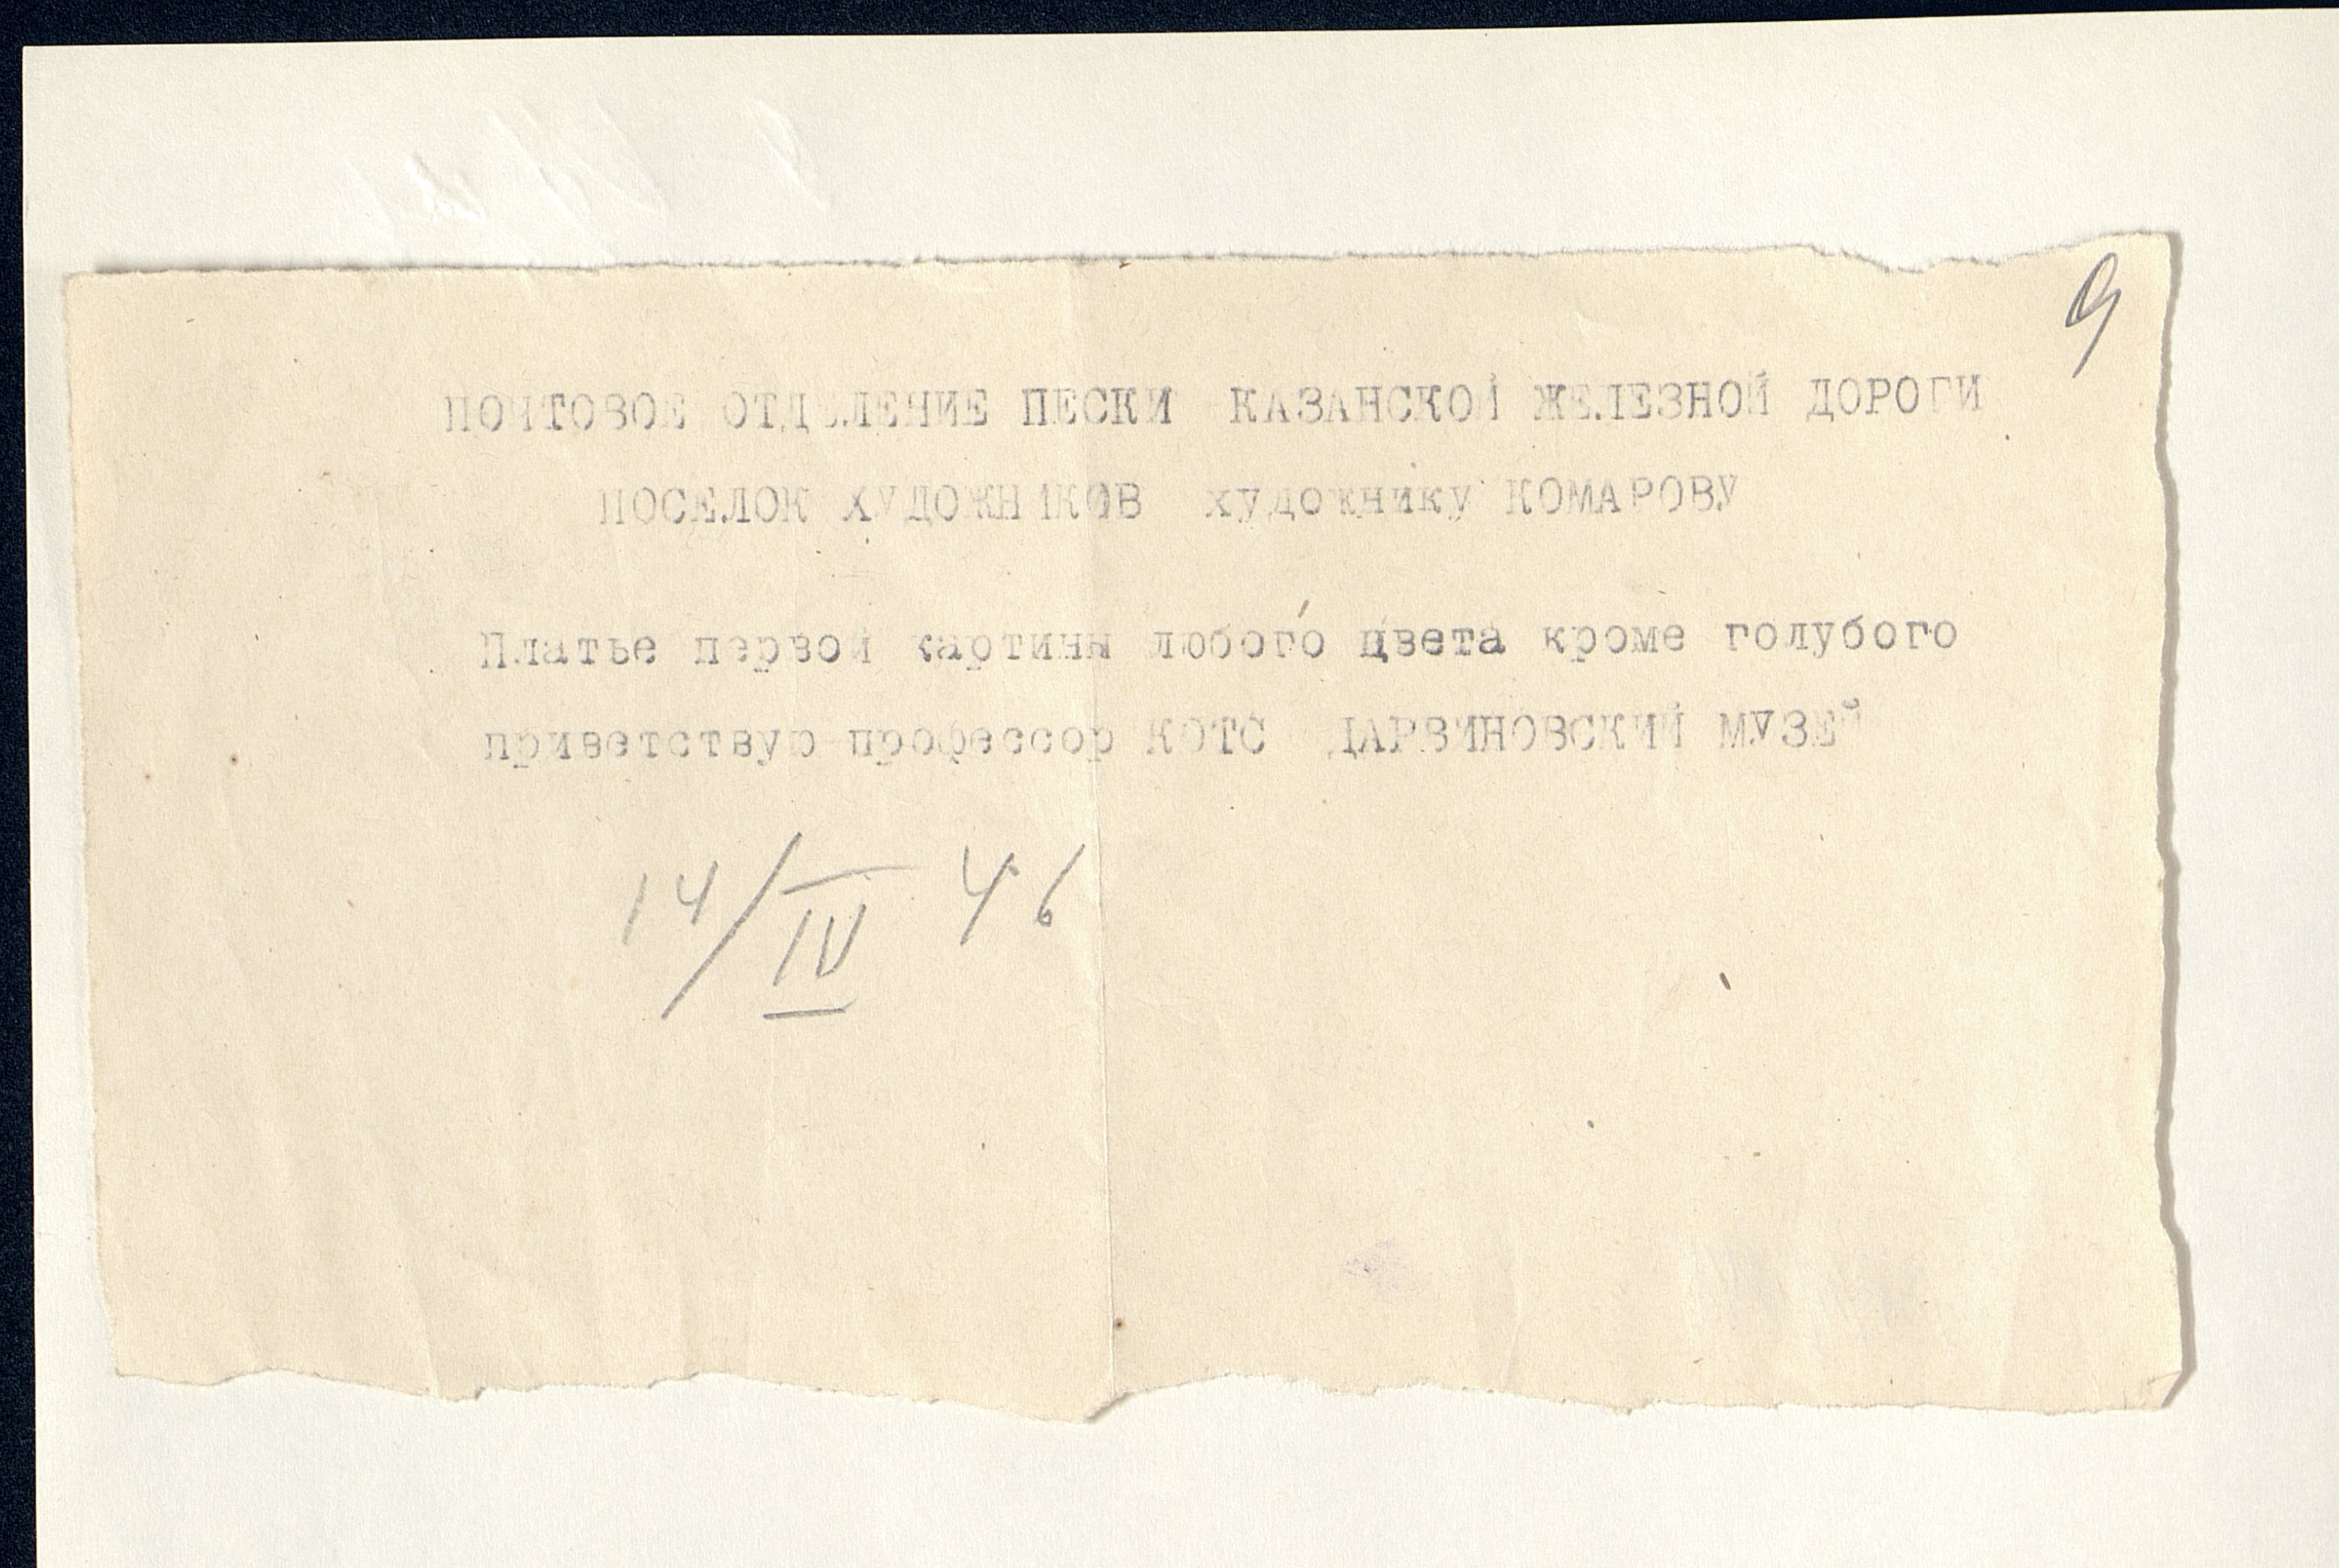 9
ПОЧТОВОЕ ОТДЕЛЕНИЕ ПЕСКИ КАЗАНСКОЙ ЖЕЛЕЗНОЙ ДОРОГИ
ПОСЕЛОК ХУДОЖНИКОВ художнику КОМАРОВУ
Платье первой картины любого цвета кроме голубого
приветствую профессор КОТС ДАРВИНОВСКИЙ МУЗЕЙ
14/IV 46